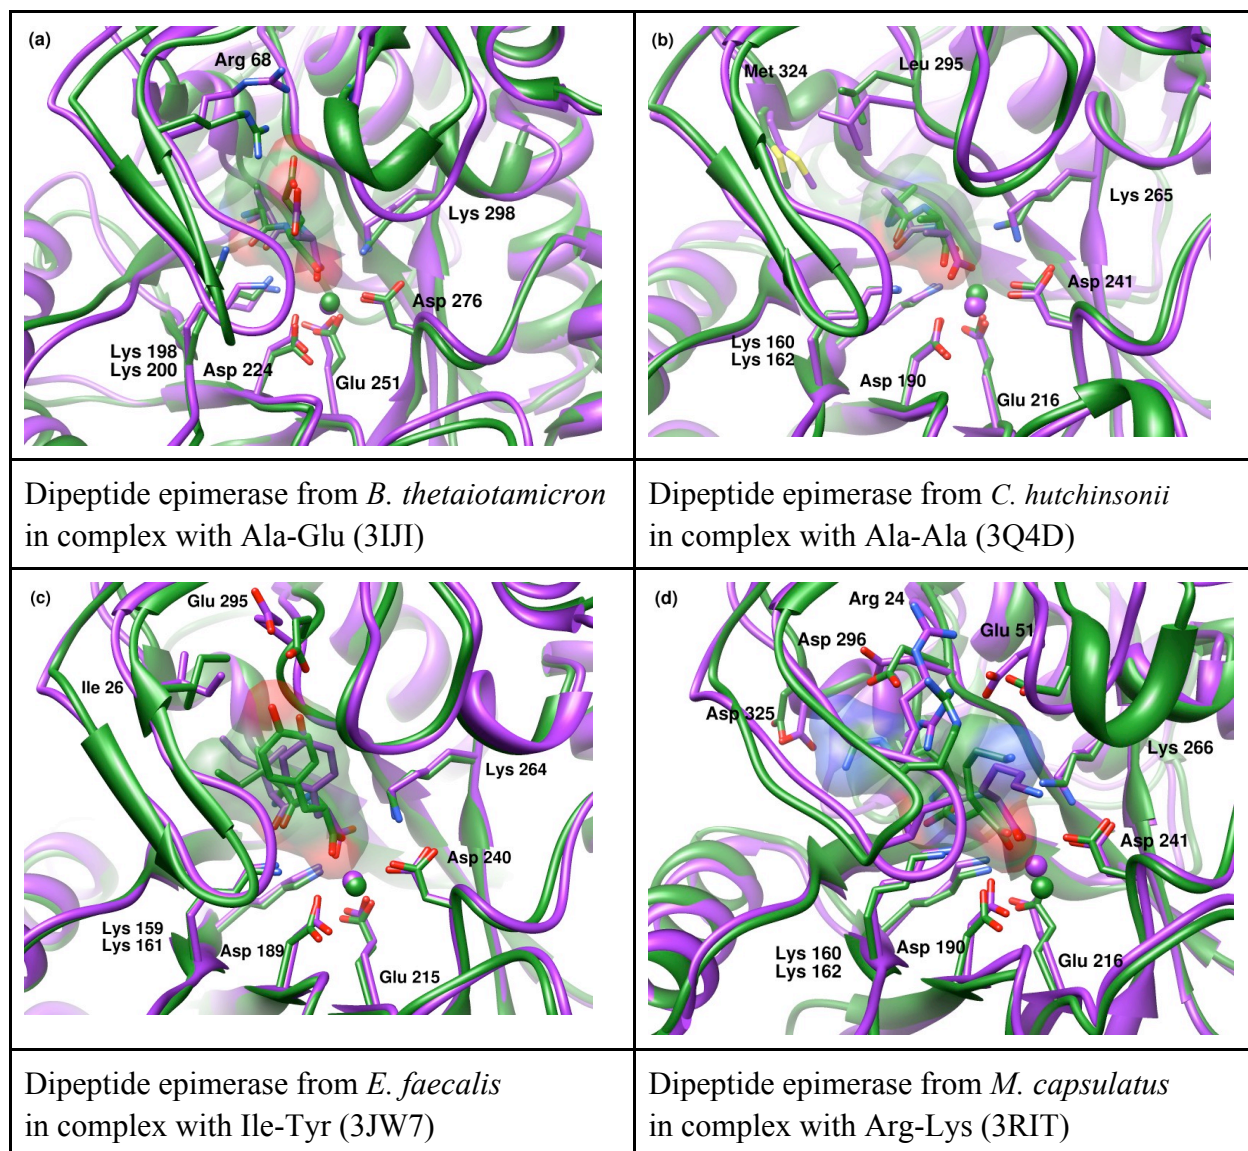 (a)
Arg 68
Lys 298
Asp 276
Lys 198
Lys 200
Asp 224
Glu 251
(b)
Met 324
Leu 295
Lys 265
Asp 241
Lys 160
Lys 162
Asp 190
Glu 216
Dipeptide epimerase from B. thetaiotamicron
in complex with Ala-Glu (3IJI)
Dipeptide epimerase from C. hutchinsonii
in complex with Ala-Ala (3Q4D)
(c)
Glu 295
Ile 26
Lys 264
Asp 240
Lys 159
Lys 161
Asp 189
Glu 215
(d)
Arg 24
Asp 296
Glu 51
Asp 325
Lys 266
Asp 241
Lys 160
Lys 162
Asp 190
Glu 216
Dipeptide epimerase from E. faecalis
in complex with Ile-Tyr (3JW7)
Dipeptide epimerase from M. capsulatus
in complex with Arg-Lys (3RIT)